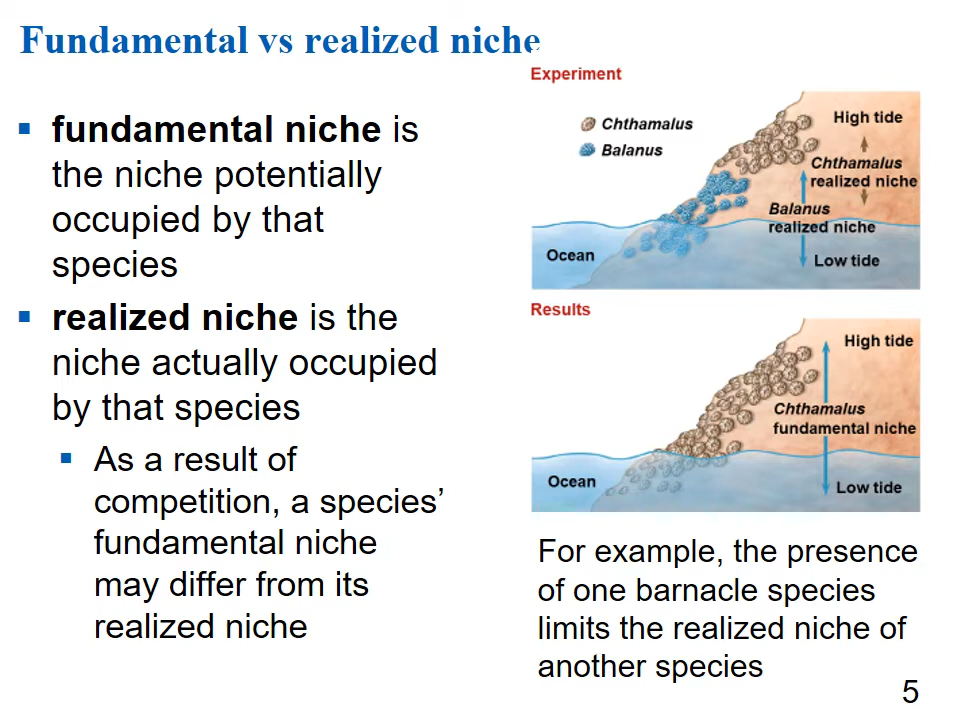 Fundamental vs realized niche
▪ fundamental niche is
the niche potentially
occupied by that
species
▪ realized niche is the
niche actually occupied
by that species
▪ As a result of
competition, a species’
fundamental niche
may differ from its
realized niche
Experiment
Chthamalus
Balanus
High tide
Chthamalus
realized niche
Balanus
realized niche
Ocean
Low tide
Results
High tide
Chthamalus
fundamental niche
Ocean
Low tide
For example, the presence
of one barnacle species
limits the realized niche of
another species
5